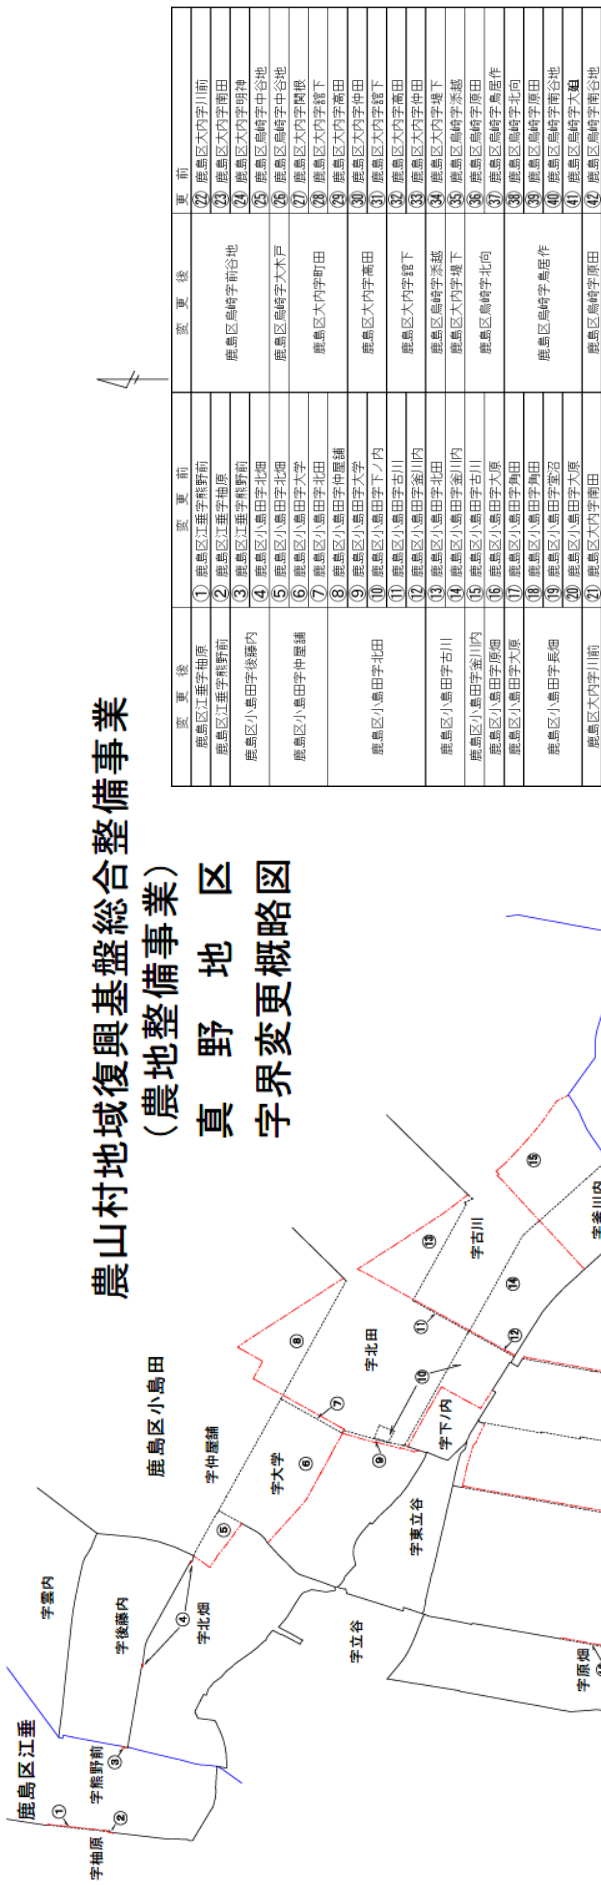 農山村地域復興基盤総合整備事業
(農地整備事業)
真野地区
字界変更概略図
変更後 変更前 変更後 変更前
鹿島区江垂字柚原 ① 鹿島区江垂字熊野前 ㉒ 鹿島区大内字川前
鹿島区江垂字熊野前 ② 鹿島区江垂字柚原 鹿島区烏崎字前谷地 ㉓ 鹿島区大内字南田
鹿島区小島田字後藤内 ③ 鹿島区江垂字熊野前 ㉔ 鹿島区大内字明神
④ 鹿島区小島田字北畑 ㉕ 鹿島区烏崎字中谷地
⑤ 鹿島区小島田字北畑 鹿島区烏崎字大木戸 ㉖ 鹿島区烏崎字中谷地
鹿島区小島田字仲屋舗 ⑥ 鹿島区小島田字大学 ㉗ 鹿島区大内字関根
⑦ 鹿島区小島田字北田 鹿島区大内字町田 ㉘ 鹿島区大内字舘下
⑧ 鹿島区小島田字仲屋舗 ㉙ 鹿島区大内字高田
⑨ 鹿島区小島田字大学 鹿島区大内字高田 ㉚ 鹿島区大内字仲田
鹿島区小島田字北田 ⑩ 鹿島区小島田字下ノ内 ㉛ 鹿島区大内字舘下
⑪ 鹿島区小島田字古川 鹿島区大内字舘下 ㉜ 鹿島区大内字高田
⑫ 鹿島区小島田字釜川内 ㉝ 鹿島区大内字仲田
鹿島区小島田字古川 ⑬ 鹿島区小島田字北田 鹿島区烏崎字添越 ㉞ 鹿島区大内字堤下
⑭ 鹿島区小島田字釜川内 鹿島区大内字堤下 ㉟ 鹿島区烏崎字添越
鹿島区小島田字釜川内 ⑮ 鹿島区小島田字古川 鹿島区烏崎字北向 ㊱ 鹿島区烏崎字原田
鹿島区小島田字原畑 ⑯ 鹿島区小島田字大原 ㊲ 鹿島区烏崎字鳥居作
鹿島区小島田字大原 ⑰ 鹿島区小島田字角田 ㊳ 鹿島区烏崎字北向
⑱ 鹿島区小島田字角田 鹿島区烏崎字鳥居作 ㊴ 鹿島区烏崎字原田
鹿島区小島田字長畑 ⑲ 鹿島区小島田字堂沼 ㊵ 鹿島区烏崎字南谷地
⑳ 鹿島区小島田字大原 ㊶
鹿島区大内字川前 ㉑ 鹿島区大内字南田 鹿島区烏崎字原田 ㊷ 鹿島区烏崎字南谷地
鹿島区江垂
字雲内
鹿島区小島田
①
②
字柚原
③
字熊野前
字後藤内
④
字北畑
字仲屋舗
⑤
字大学
⑥
⑦
⑧
字北田
⑨
⑩
⑪
⑫
⑬
字古川
⑭
⑮
字下ノ内
字東立谷
字立谷
字原畑
字釜川内